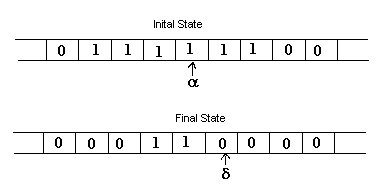 Inital State
0 1 1 1 1 1 1 0 0
α
Final State
0 0 0 1 1 0 0 0 0
δ